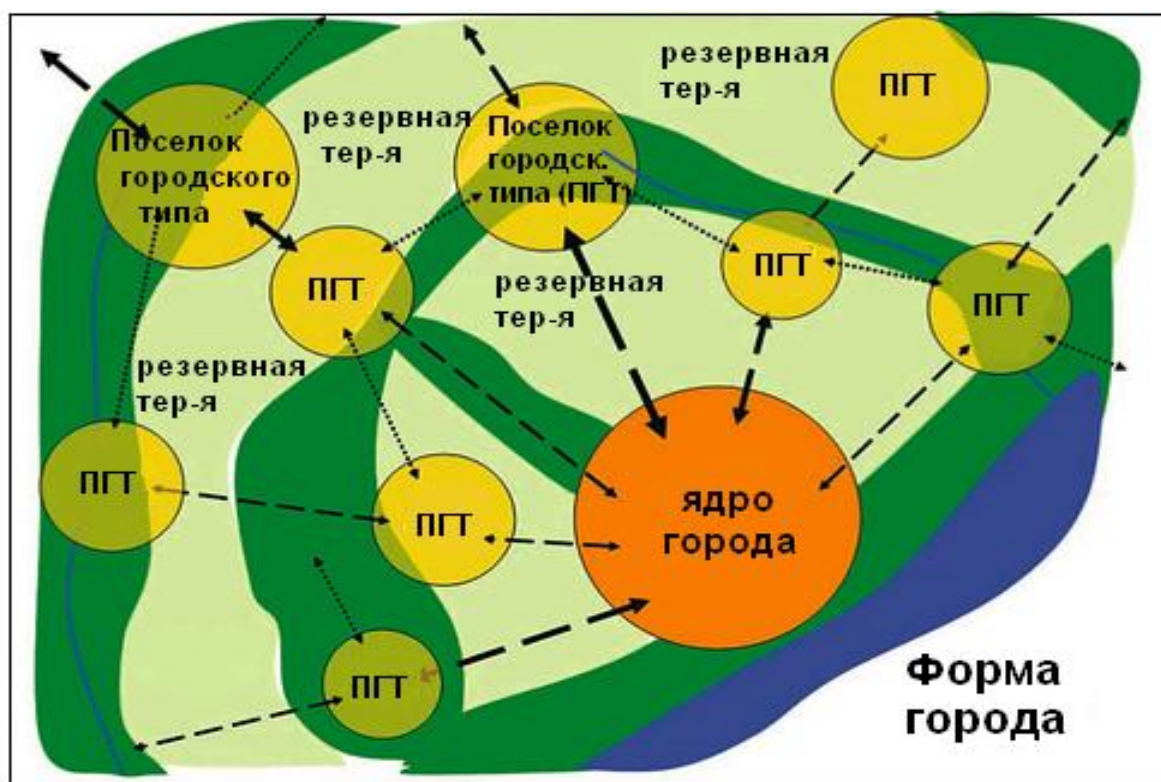 резервная
тер-я
ПГТ
резервная
тер-я
Поселок
городского
типа
Поселок
городск.
типа (ПГТ)
ПГТ
резервная
тер-я
ПГТ
ПГТ
резервная
тер-я
ПГТ
ПГТ
ядро
города
ПГТ
Форма
города